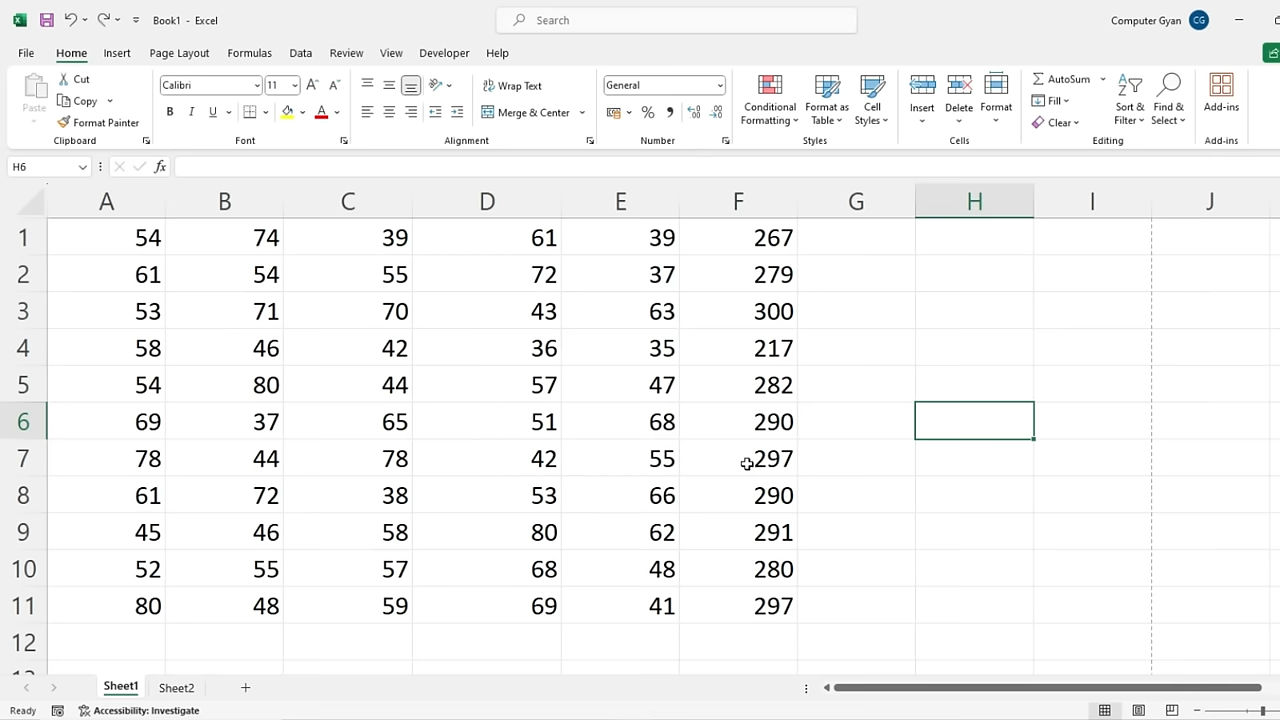 Book1 - Excel
Search
Computer Gyan CG
File Home Insert Page Layout Formulas Data Review View Developer Help
Paste
Cut
Copy
Format Painter
Clipboard
Calibri 11
B I U
Font
Wrap Text
Merge & Center
Alignment
General
Number
Conditional Formatting
Format as Table
Cell Styles
Styles
Insert
Delete
Format
Cells
AutoSum
Fill
Clear
Sort & Filter
Find & Select
Editing
Add-ins
Add-ins
H6 fx
A B C D E F G H I J
1 54 74 39 61 39 267
2 61 54 55 72 37 279
3 53 71 70 43 63 300
4 58 46 42 36 35 217
5 54 80 44 57 47 282
6 69 37 65 51 68 290
7 78 44 78 42 55 297
8 61 72 38 53 66 290
9 45 46 58 80 62 291
10 52 55 57 68 48 280
11 80 48 59 69 41 297
12
Sheet1 Sheet2
Ready Accessibility: Investigate